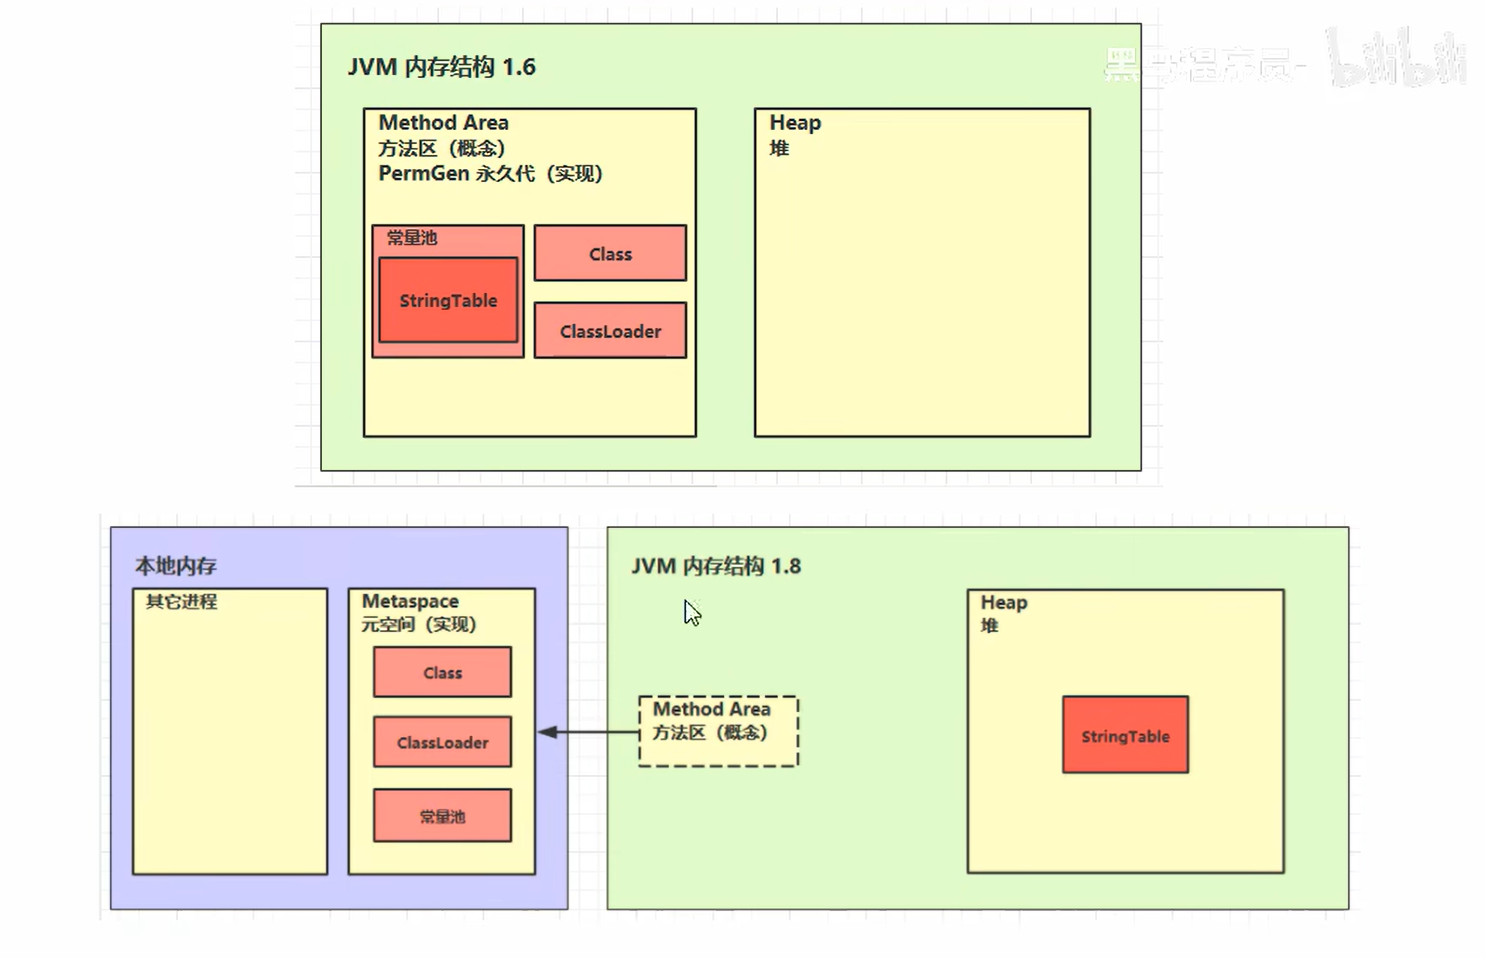 JVM 内存结构 1.6
Method Area
方法区（概念）
PermGen 永久代（实现）
常量池
StringTable
Class
ClassLoader
Heap
堆
黑马程序员-
bilibili
本地内存
其它进程
Metaspace
元空间（实现）
Class
ClassLoader
常量池
JVM 内存结构 1.8
Method Area
方法区（概念）
Heap
堆
StringTable